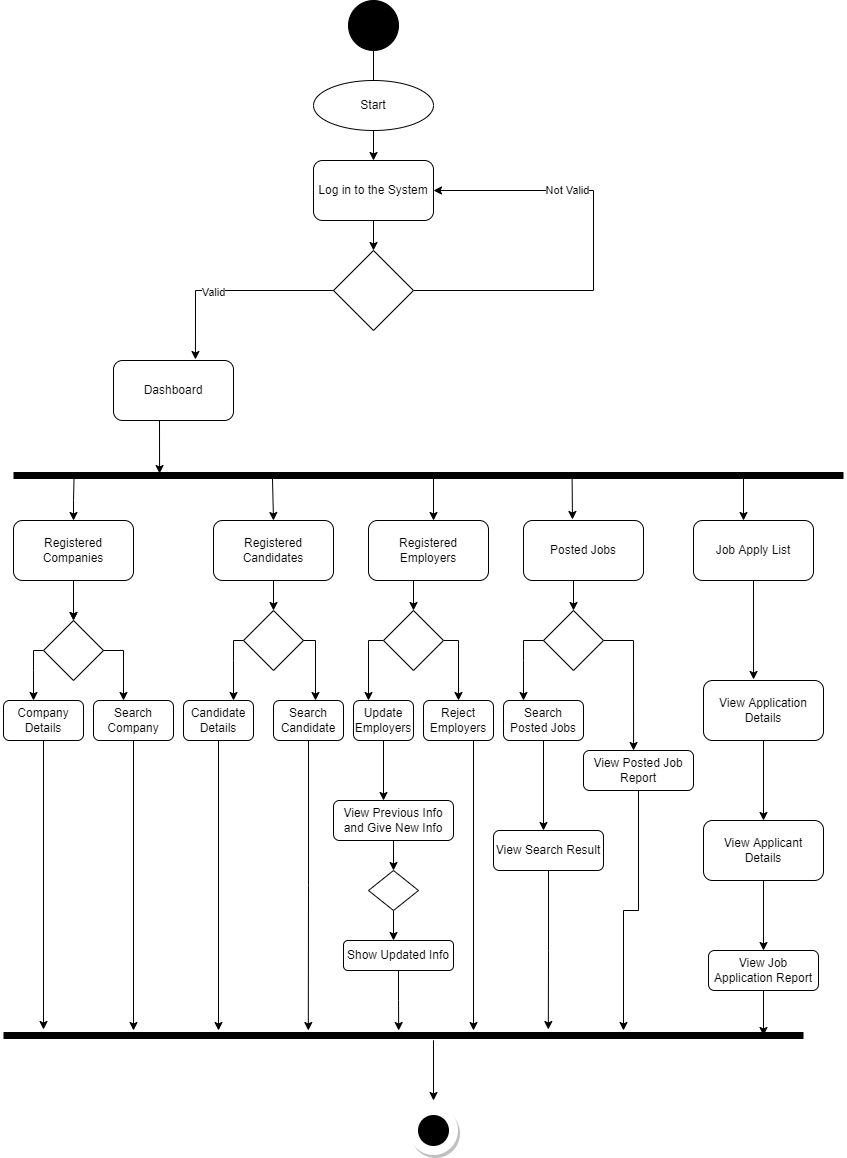 Start
Log in to the System
Not Valid
Valid
Dashboard
Registered
Companies
Registered
Candidates
Registered
Employers
Posted Jobs
Job Apply List
Company
Details
Search
Company
Candidate
Details
Search
Candidate
Update
Employers
Reject
Employers
Search
Posted Jobs
View Application
Details
View Posted Job
Report
View Previous Info
and Give New Info
View Search Result
View Applicant
Details
Show Updated Info
View Job
Application Report